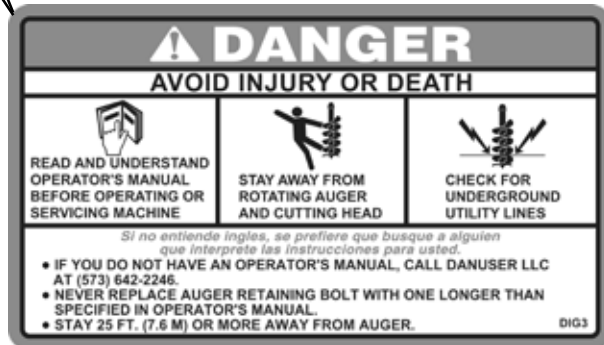 DANGER
AVOID INJURY OR DEATH
READ AND UNDERSTAND
OPERATOR'S MANUAL
BEFORE OPERATING OR
SERVICING MACHINE
STAY AWAY FROM
ROTATING AUGER
AND CUTTING HEAD
CHECK FOR
UNDERGROUND
UTILITY LINES
Si no entiende ingles, se prefiere que busque a alguien
que interprete las instrucciones para usted.
• IF YOU DO NOT HAVE AN OPERATOR'S MANUAL, CALL DANUSER LLC
AT (573) 642-2246.
• NEVER REPLACE AUGER RETAINING BOLT WITH ONE LONGER THAN
SPECIFIED IN OPERATOR'S MANUAL.
• STAY 25 FT. (7.6 M) OR MORE AWAY FROM AUGER.
DIG3